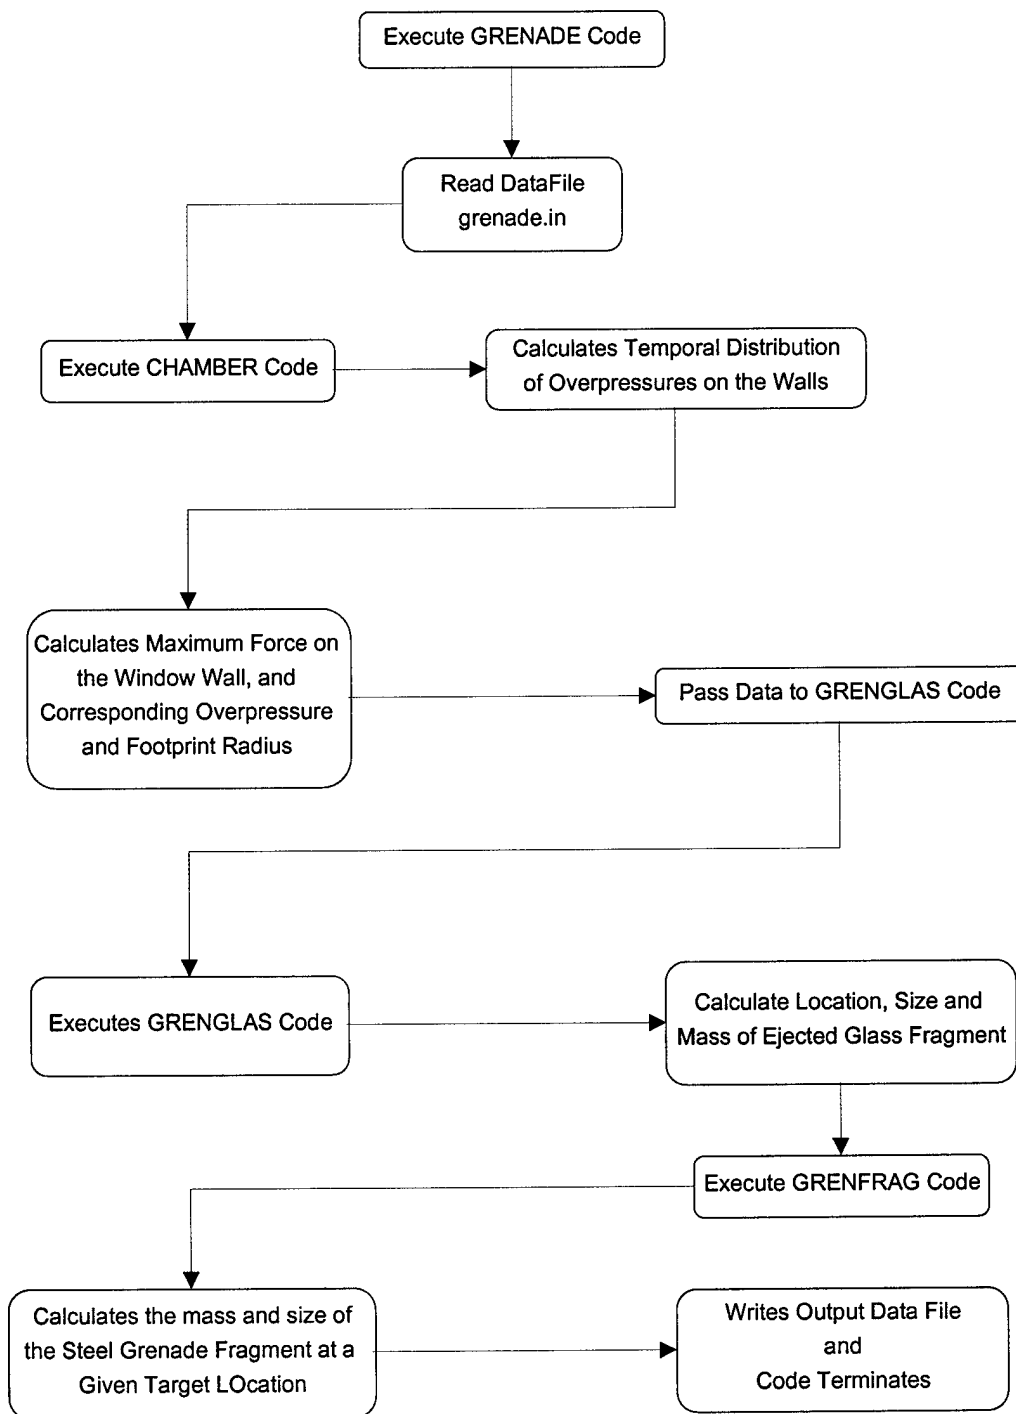 Execute GRENADE Code
Read DataFile
grenade.in
Execute CHAMBER Code
Calculates Temporal Distribution
of Overpressures on the Walls
Calculates Maximum Force on
the Window Wall, and
Corresponding Overpressure
and Footprint Radius
Pass Data to GRENGLAS Code
Executes GRENGLAS Code
Calculate Location, Size and
Mass of Ejected Glass Fragment
Execute GRENFRAG Code
Calculates the mass and size of
the Steel Grenade Fragment at a
Given Target LOcation
Writes Output Data File
and
Code Terminates